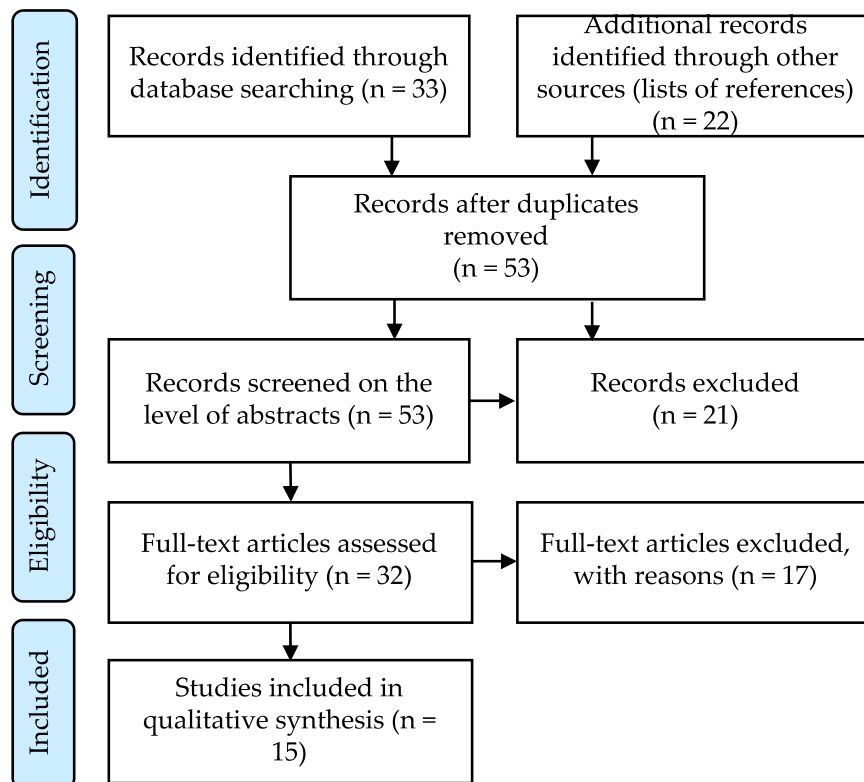 Identification
Records identified through
database searching (n = 33)
Additional records
identified through other
sources (lists of references)
(n = 22)
Records after duplicates
removed
(n = 53)
Screening
Records screened on the
level of abstracts (n = 53)
Records excluded
(n = 21)
Eligibility
Full-text articles assessed
for eligibility (n = 32)
Full-text articles excluded,
with reasons (n = 17)
Included
Studies included in
qualitative synthesis (n =
15)